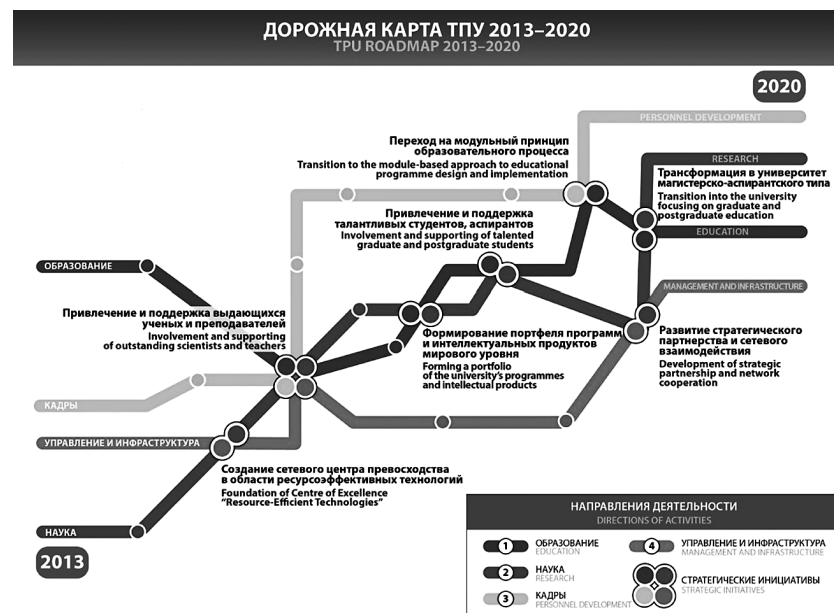 ДОРОЖНАЯ КАРТА ТПУ 2013–2020
TPU ROADMAP 2013–2020
2020
PERSONNEL DEVELOPMENT
Переход на модульный принцип
образовательного процесса
Transition to the module-based approach to educational
programme design and implementation
RESEARCH
Трансформация в университет
магистерско-аспирантского типа
Transition into the university
focusing on graduate and
postgraduate education
EDUCATION
Привлечение и поддержка
талантливых студентов, аспирантов
Involvement and supporting of talented
graduate and postgraduate students
ОБРАЗОВАНИЕ
MANAGEMENT AND INFRASTRUCTURE
Привлечение и поддержка выдающихся
ученых и преподавателей
Involvement and supporting
of outstanding scientists and teachers
Формирование портфеля программ
и интеллектуальных продуктов
мирового уровня
Forming a portfolio
of the university's programmes
and intellectual products
Развитие стратегического
партнерства и сетевого
взаимодействия
Development of strategic
partnership and network
cooperation
КАДРЫ
УПРАВЛЕНИЕ И ИНФРАСТРУКТУРА
Создание сетевого центра превосходства
в области ресурсоэффективных технологий
Foundation of Centre of Excellence
"Resource-Efficient Technologies"
НАУКА
2013
НАПРАВЛЕНИЯ ДЕЯТЕЛЬНОСТИ
DIRECTIONS OF ACTIVITIES
1 ОБРАЗОВАНИЕ
EDUCATION
2 НАУКА
RESEARCH
3 КАДРЫ
PERSONNEL DEVELOPMENT
4 УПРАВЛЕНИЕ И ИНФРАСТРУКТУРА
MANAGEMENT AND INFRASTRUCTURE
СТРАТЕГИЧЕСКИЕ ИНИЦИАТИВЫ
STRATEGIC INITIATIVES